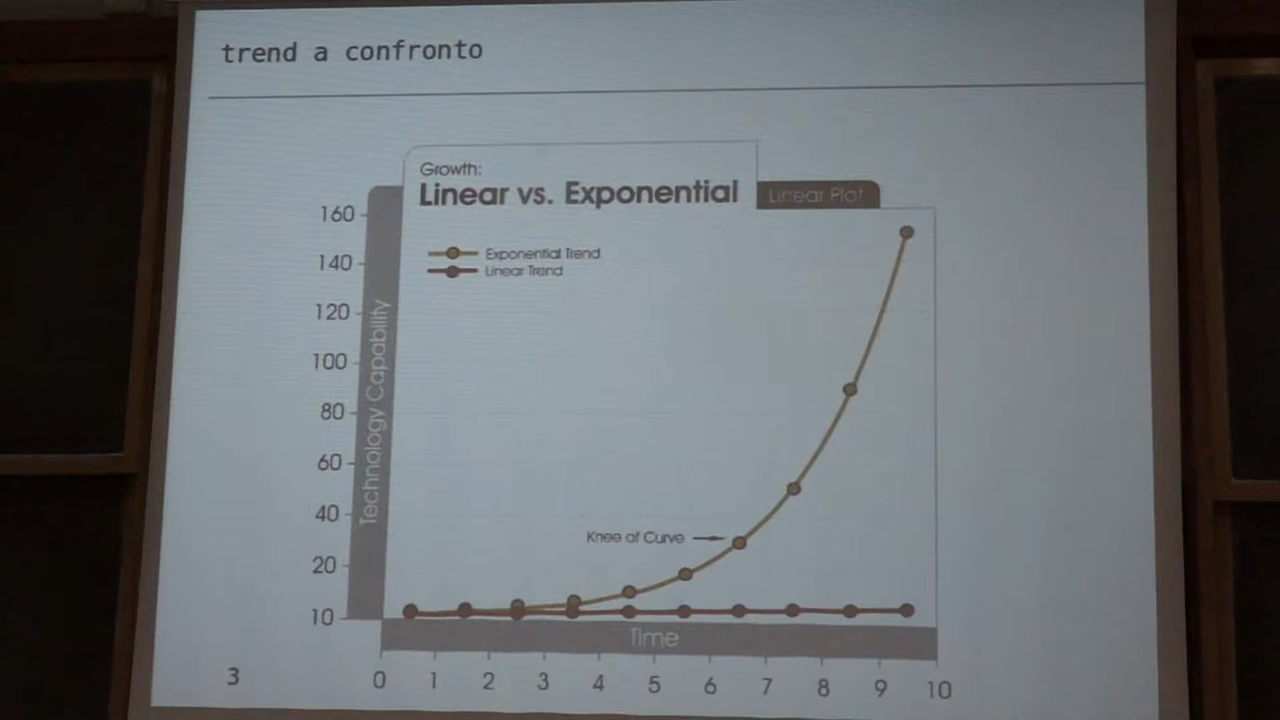 trend a confronto
Growth:
Linear vs. Exponential
Linear Plot
Exponential Trend
Linear Trend
160
140
120
100
80
60
40
20
10
Technology Capability
Knee of Curve
Time
0 1 2 3 4 5 6 7 8 9 10
3